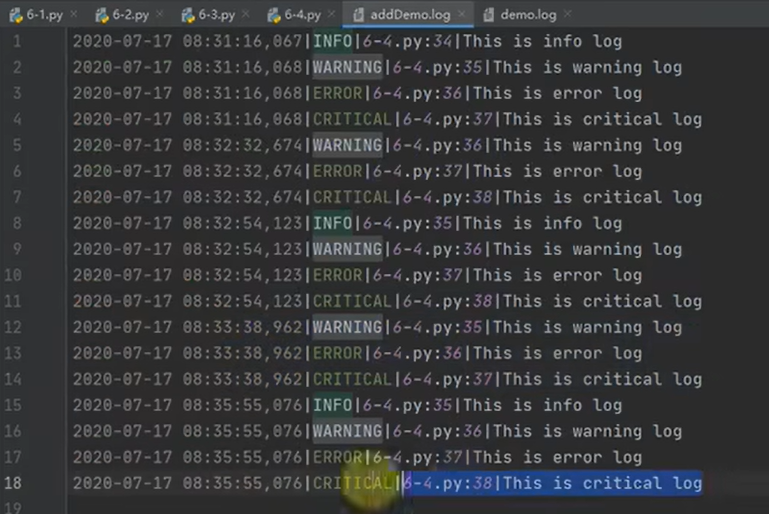 6-1.py 6-2.py 6-3.py 6-4.py addDemo.log demo.log
1 2020-07-17 08:31:16,067|INFO|6-4.py:34|This is info log
2 2020-07-17 08:31:16,068|WARNING|6-4.py:35|This is warning log
3 2020-07-17 08:31:16,068|ERROR|6-4.py:36|This is error log
4 2020-07-17 08:31:16,068|CRITICAL|6-4.py:37|This is critical log
5 2020-07-17 08:32:32,674|WARNING|6-4.py:36|This is warning log
6 2020-07-17 08:32:32,674|ERROR|6-4.py:37|This is error log
7 2020-07-17 08:32:32,674|CRITICAL|6-4.py:38|This is critical log
8 2020-07-17 08:32:54,123|INFO|6-4.py:35|This is info log
9 2020-07-17 08:32:54,123|WARNING|6-4.py:36|This is warning log
10 2020-07-17 08:32:54,123|ERROR|6-4.py:37|This is error log
11 2020-07-17 08:32:54,123|CRITICAL|6-4.py:38|This is critical log
12 2020-07-17 08:33:38,962|WARNING|6-4.py:35|This is warning log
13 2020-07-17 08:33:38,962|ERROR|6-4.py:36|This is error log
14 2020-07-17 08:33:38,962|CRITICAL|6-4.py:37|This is critical log
15 2020-07-17 08:35:55,076|INFO|6-4.py:35|This is info log
16 2020-07-17 08:35:55,076|WARNING|6-4.py:36|This is warning log
17 2020-07-17 08:35:55,076|ERROR|6-4.py:37|This is error log
18 2020-07-17 08:35:55,076|CRITICAL|6-4.py:38|This is critical log
19